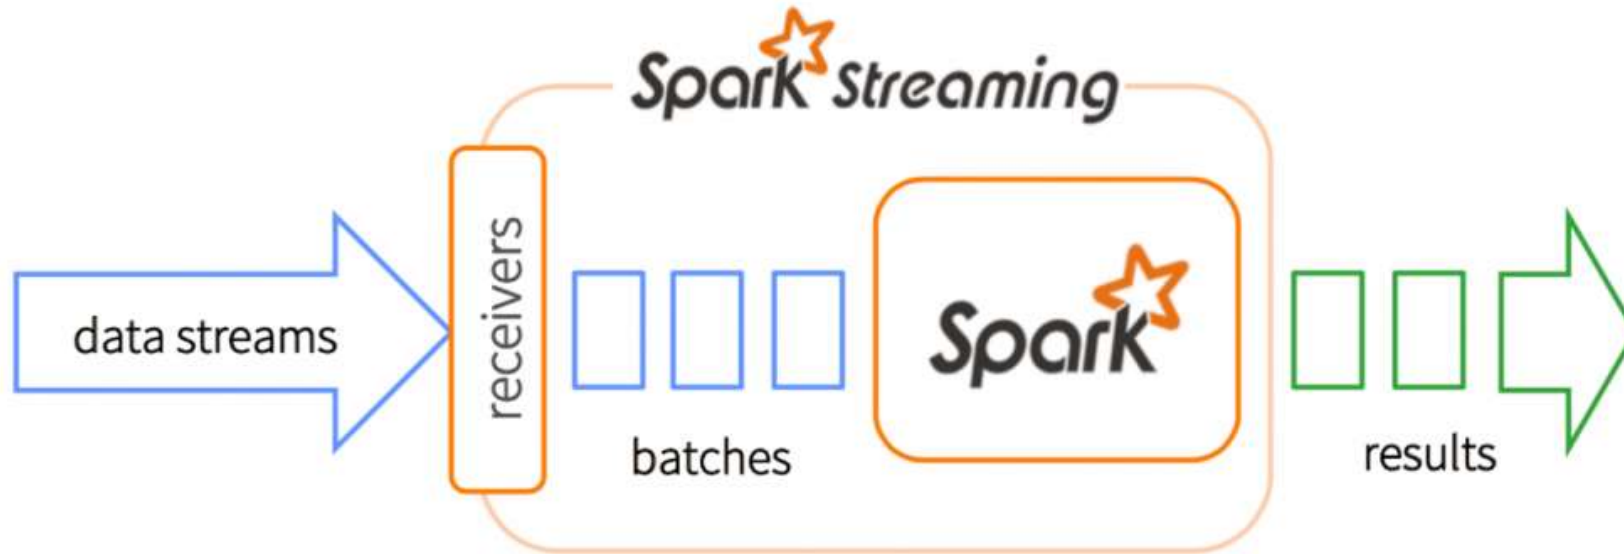 Spark Streaming
data streams
receivers
batches
Spark
results